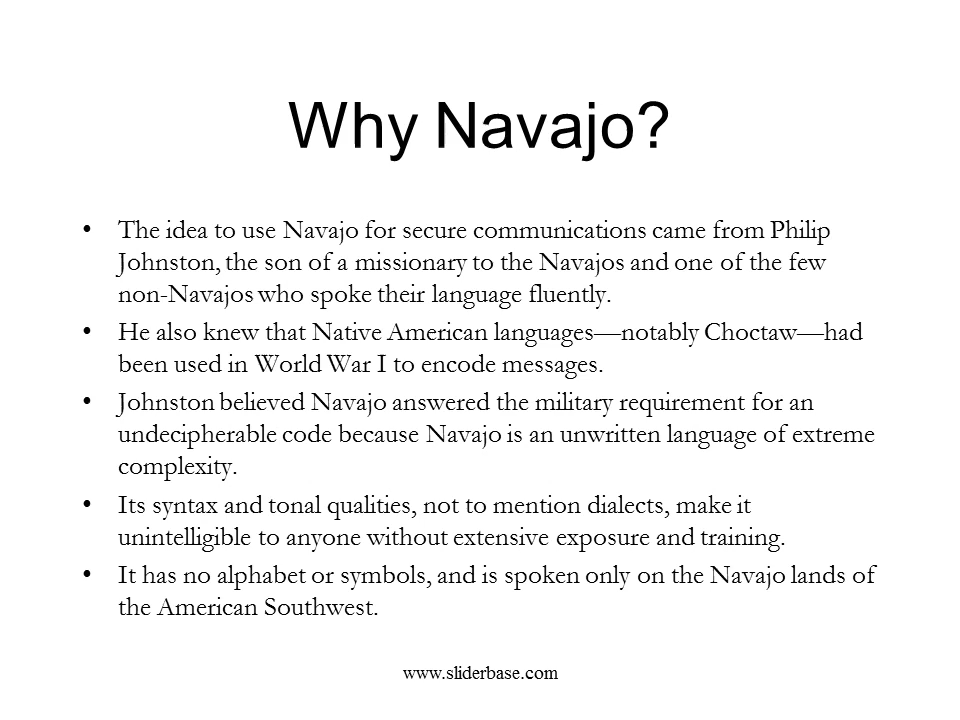 Why Navajo?
• The idea to use Navajo for secure communications came from Philip
Johnston, the son of a missionary to the Navajos and one of the few
non-Navajos who spoke their language fluently.
• He also knew that Native American languages—notably Choctaw—had
been used in World War I to encode messages.
• Johnston believed Navajo answered the military requirement for an
undecipherable code because Navajo is an unwritten language of extreme
complexity.
• Its syntax and tonal qualities, not to mention dialects, make it
unintelligible to anyone without extensive exposure and training.
• It has no alphabet or symbols, and is spoken only on the Navajo lands of
the American Southwest.
www.sliderbase.com